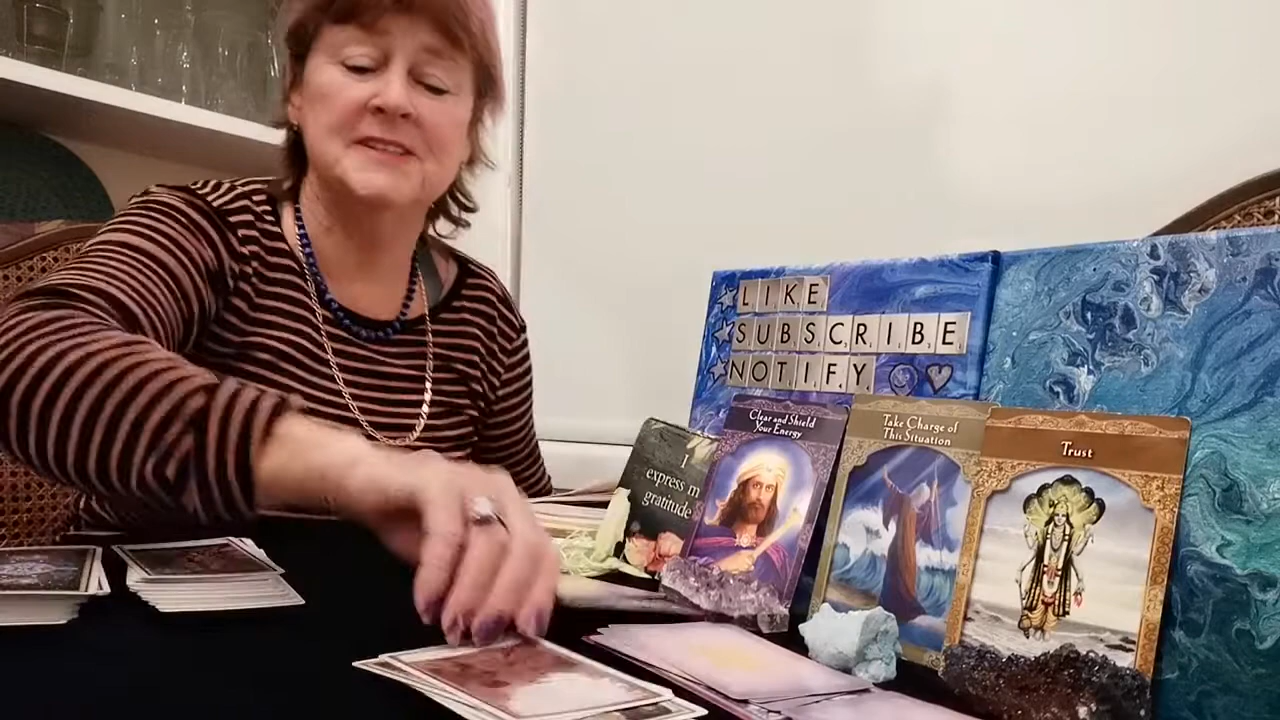 LIKE
SUBSCRIBE
NOTIFY
I
express m
gratitude
Clear and Shield
Your Energy
Take Charge of
This Situation
Trust